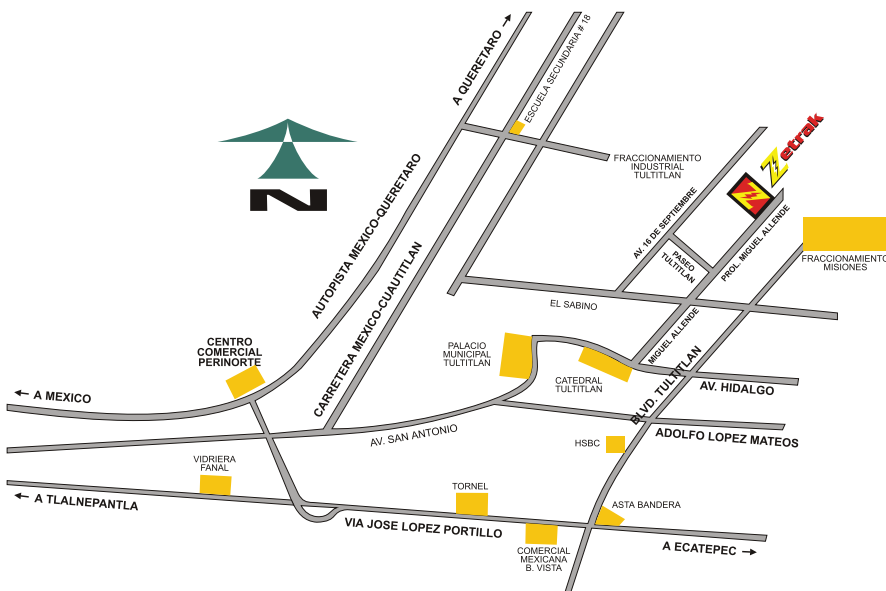 A QUERETARO
ESCUELA SECUNDARIA # 18
Zetrak
FRACCIONAMIENTO
INDUSTRIAL
TULTITLAN
AUTOPISTA MEXICO-QUERETARO
N
AV. 16 DE SEPTIEMBRE
PASEO
TULTITLAN
PROL. MIGUEL ALLENDE
FRACCIONAMIENTO
MISIONES
CARRETERA MEXICO-CUAUTITLAN
EL SABINO
CENTRO
COMERCIAL
PERINORTE
PALACIO
MUNICIPAL
TULTITLAN
MIGUEL ALLENDE
CATEDRAL
TULTITLAN
BLVD. TULTITLAN
AV. HIDALGO
A MEXICO
AV. SAN ANTONIO
ADOLFO LOPEZ MATEOS
HSBC
VIDRIERA
FANAL
TORNEL
A TLALNEPANTLA
ASTA BANDERA
VIA JOSE LOPEZ PORTILLO
A ECATEPEC
COMERCIAL
MEXICANA
B. VISTA